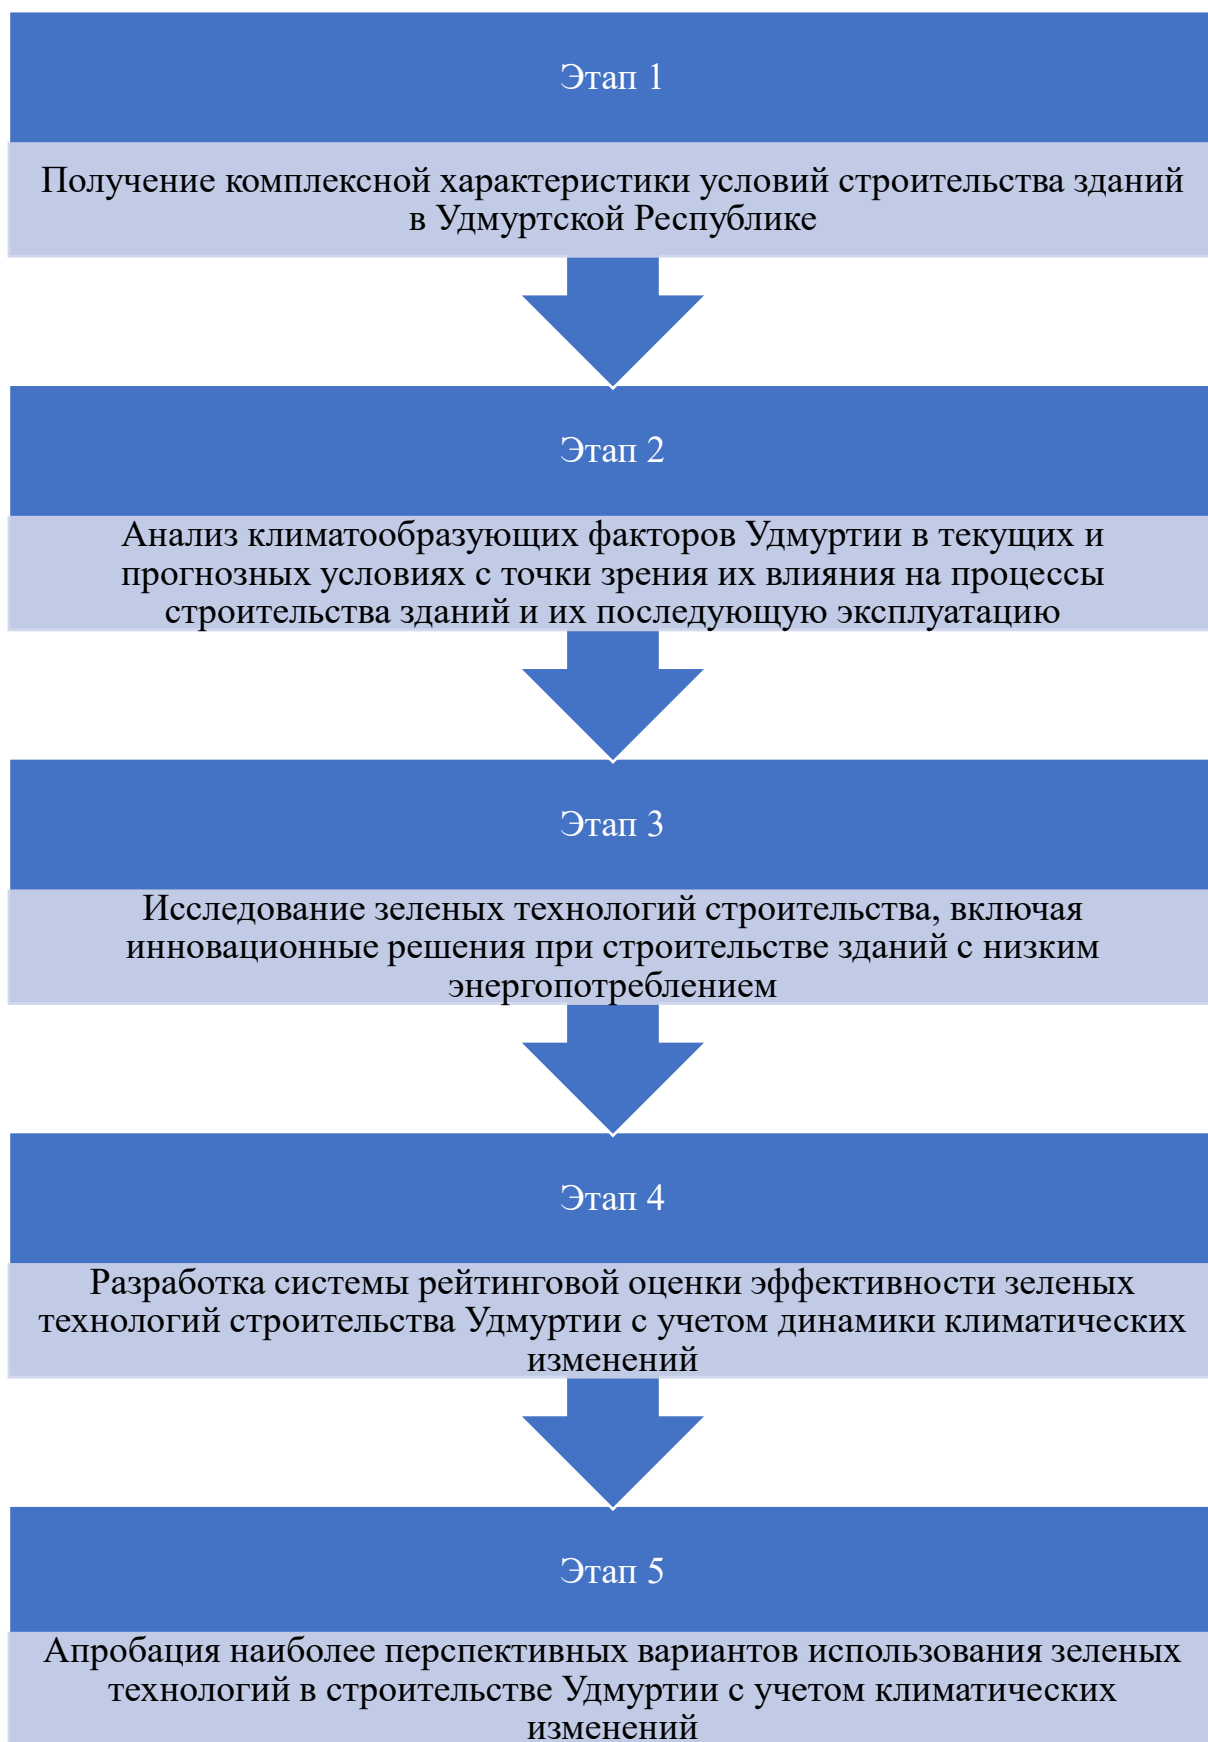 Этап 1
Получение комплексной характеристики условий строительства зданий
в Удмуртской Республике
Этап 2
Анализ климатообразующих факторов Удмуртии в текущих и
прогнозных условиях с точки зрения их влияния на процессы
строительства зданий и их последующую эксплуатацию
Этап 3
Исследование зеленых технологий строительства, включая
инновационные решения при строительстве зданий с низким
энергопотреблением
Этап 4
Разработка системы рейтинговой оценки эффективности зеленых
технологий строительства Удмуртии с учетом динамики климатических
изменений
Этап 5
Апробация наиболее перспективных вариантов использования зеленых
технологий в строительстве Удмуртии с учетом климатических
изменений